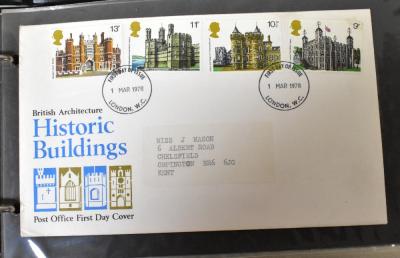 13p
11p
10½p
9p
FIRST DAY OF ISSUE
1 MAR 1978
LONDON, W.C.
FIRST DAY OF ISSUE
1 MAR 1978
LONDON, W.C.
British Architecture
Historic
Buildings
Post Office First Day Cover
MISS J MASON
6 ALBERT ROAD
CHELSFIELD
ORPINGTON BR6 6JG
KENT